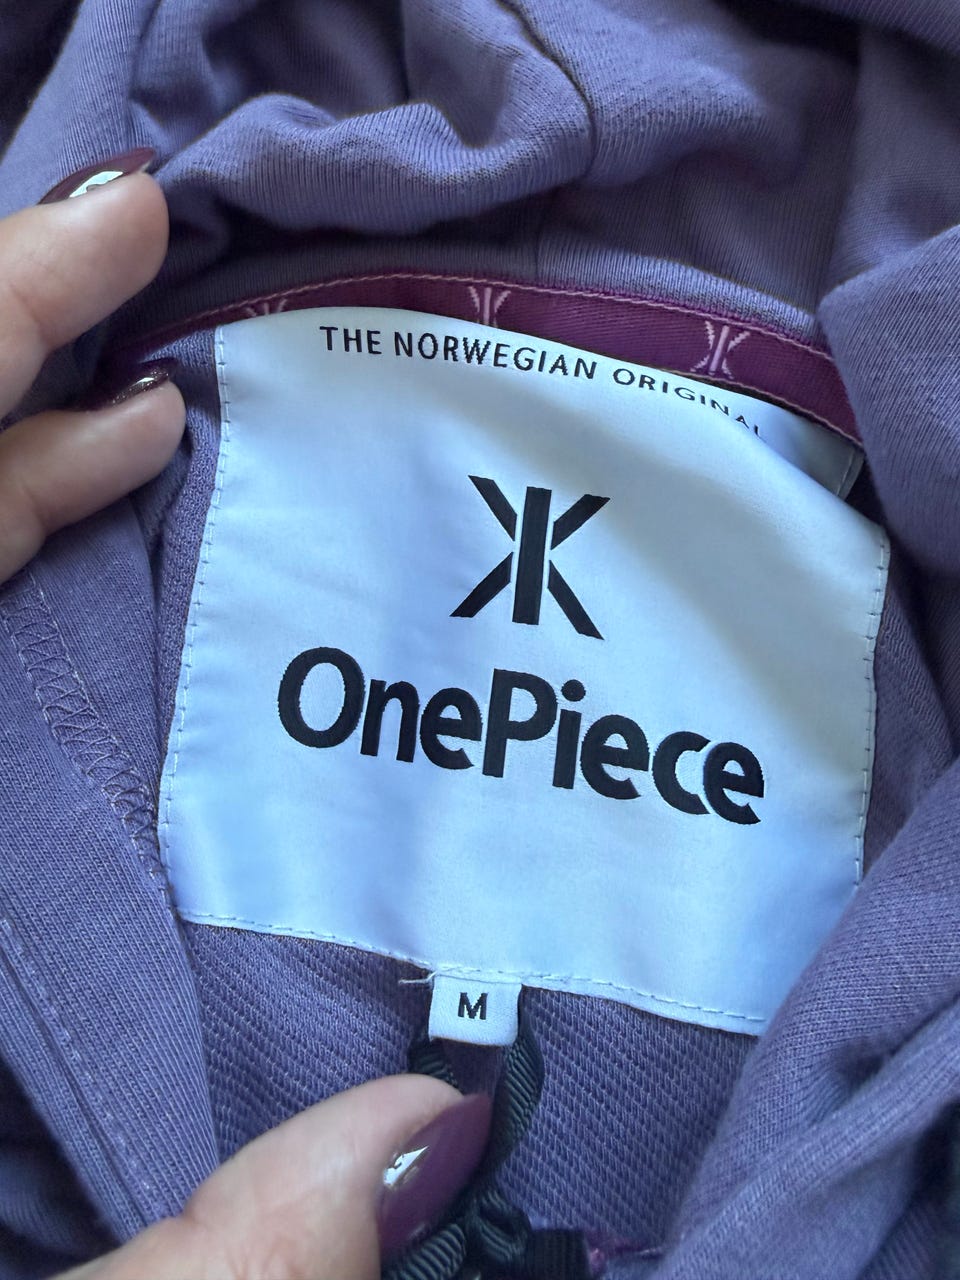 THE NORWEGIAN ORIGINAL
OnePiece
M